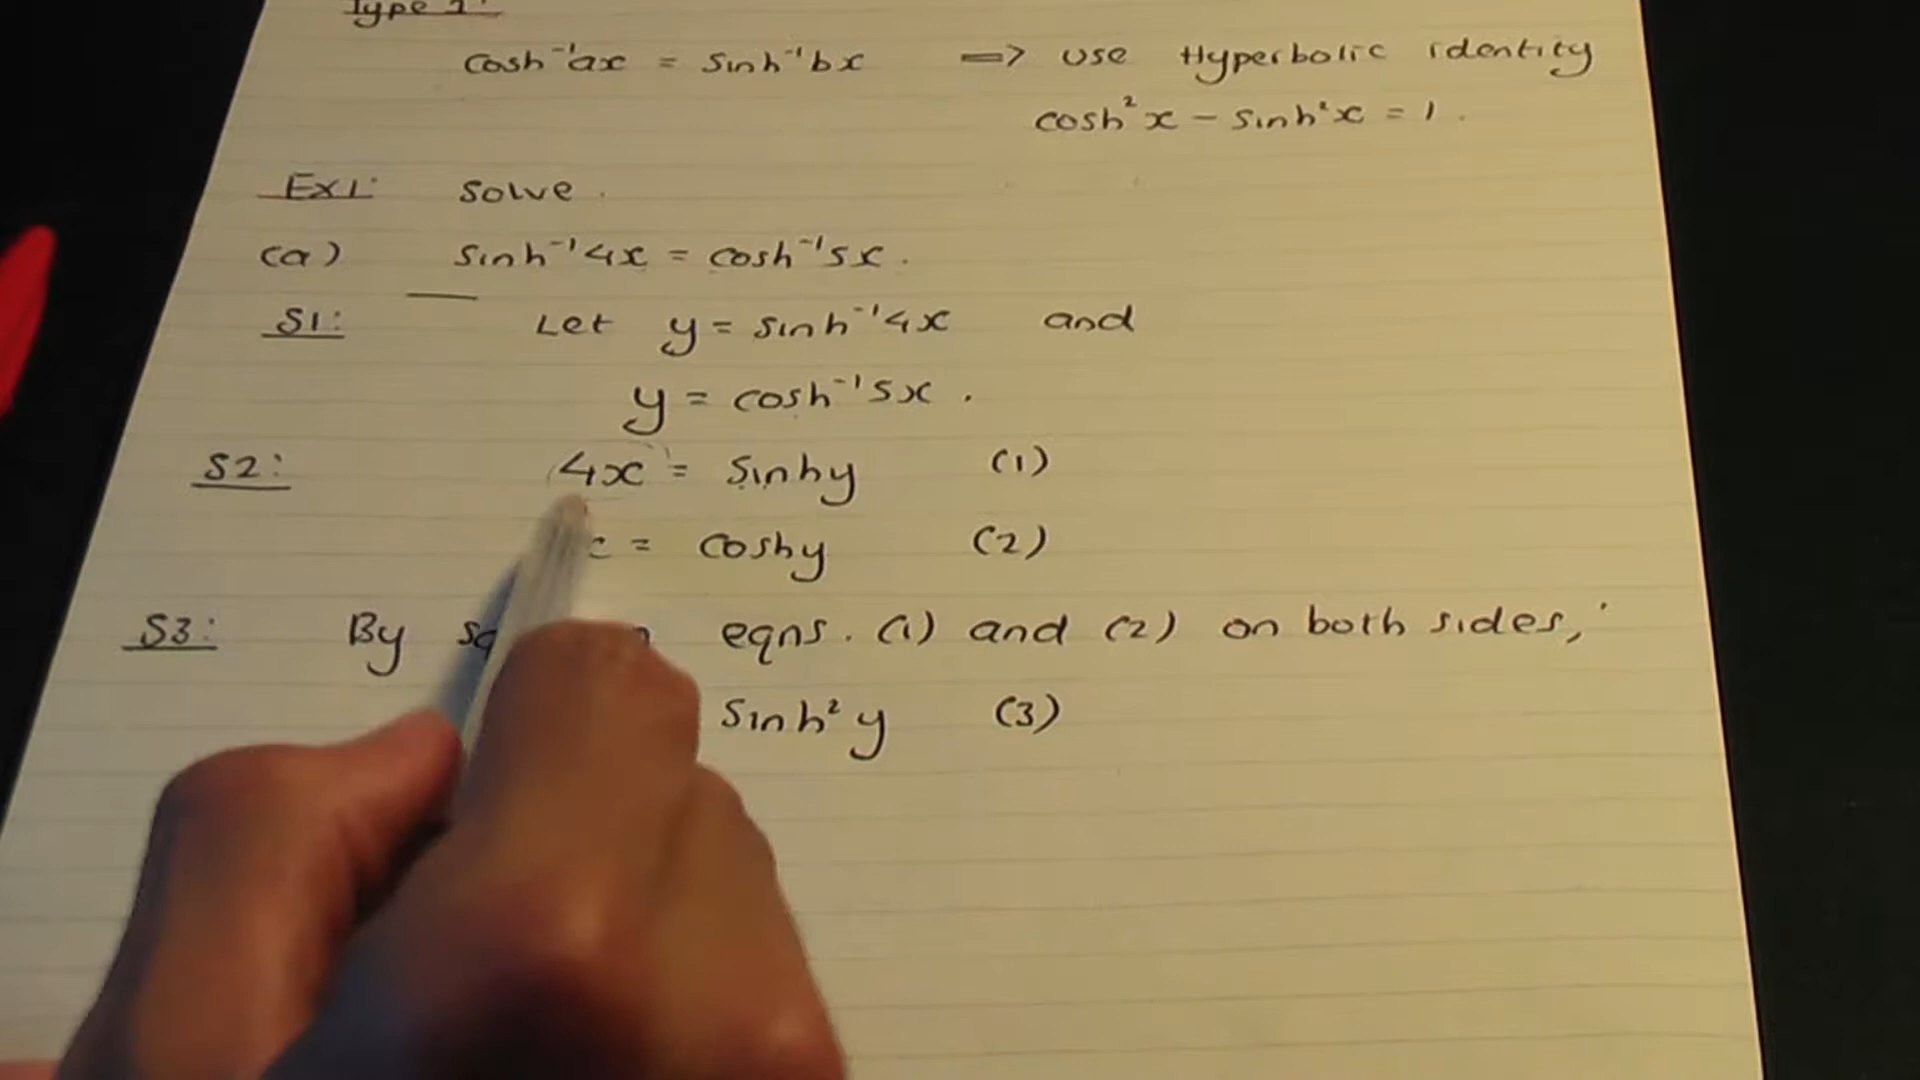 Type 1:
cosh⁻¹ax = sinh⁻¹bx => use Hyperbolic identity
cosh²x - sinh²x = 1.
Ex1: Solve.
(a) sinh⁻¹4x = cosh⁻¹5x.
S1: Let y = sinh⁻¹4x and
y = cosh⁻¹5x.
S2: 4x = sinhy (1)
= coshy (2)
S3: By eqns. (1) and (2) on both sides,
sinh²y (3)